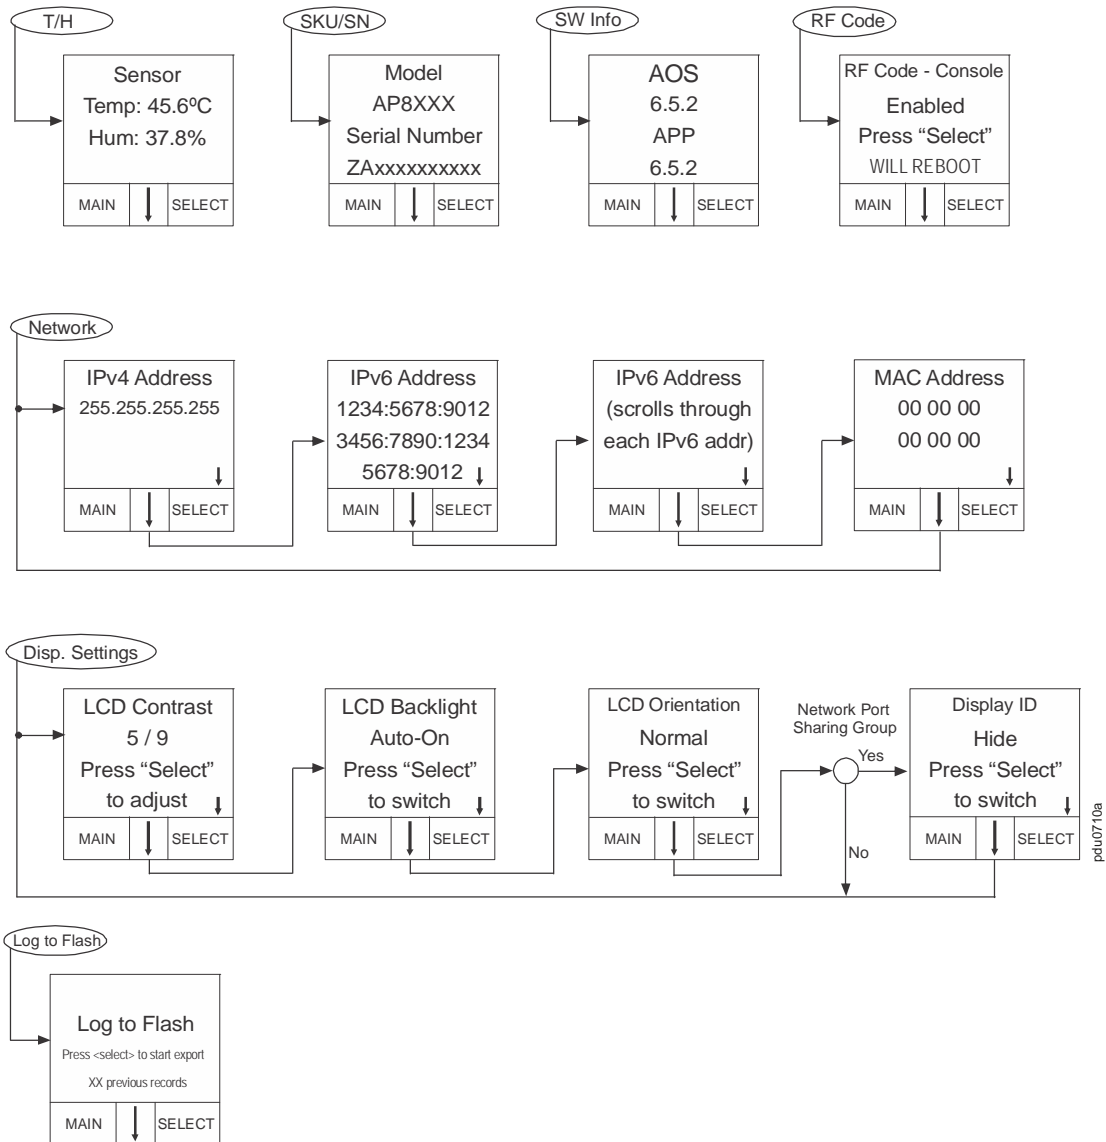 T/H
SKU/SN
SW Info
RF Code
Sensor
Temp: 45.6ºC
Hum: 37.8%
MAIN
SELECT
Model
AP8XXX
Serial Number
ZAxxxxxxxxxx
MAIN
SELECT
AOS
6.5.2
APP
6.5.2
MAIN
SELECT
RF Code - Console
Enabled
Press “Select”
WILL REBOOT
MAIN
SELECT
Network
IPv4 Address
255.255.255.255
MAIN
SELECT
IPv6 Address
1234:5678:9012
3456:7890:1234
5678:9012
MAIN
SELECT
IPv6 Address
(scrolls through
each IPv6 addr)
MAIN
SELECT
MAC Address
00 00 00
00 00 00
MAIN
SELECT
Disp. Settings
LCD Contrast
5 / 9
Press “Select”
to adjust
MAIN
SELECT
LCD Backlight
Auto-On
Press “Select”
to switch
MAIN
SELECT
LCD Orientation
Normal
Press “Select”
to switch
MAIN
SELECT
Network Port
Sharing Group
Yes
No
Display ID
Hide
Press “Select”
to switch
MAIN
SELECT
pdu0710a
Log to Flash
Log to Flash
Press <select> to start export
XX previous records
MAIN
SELECT